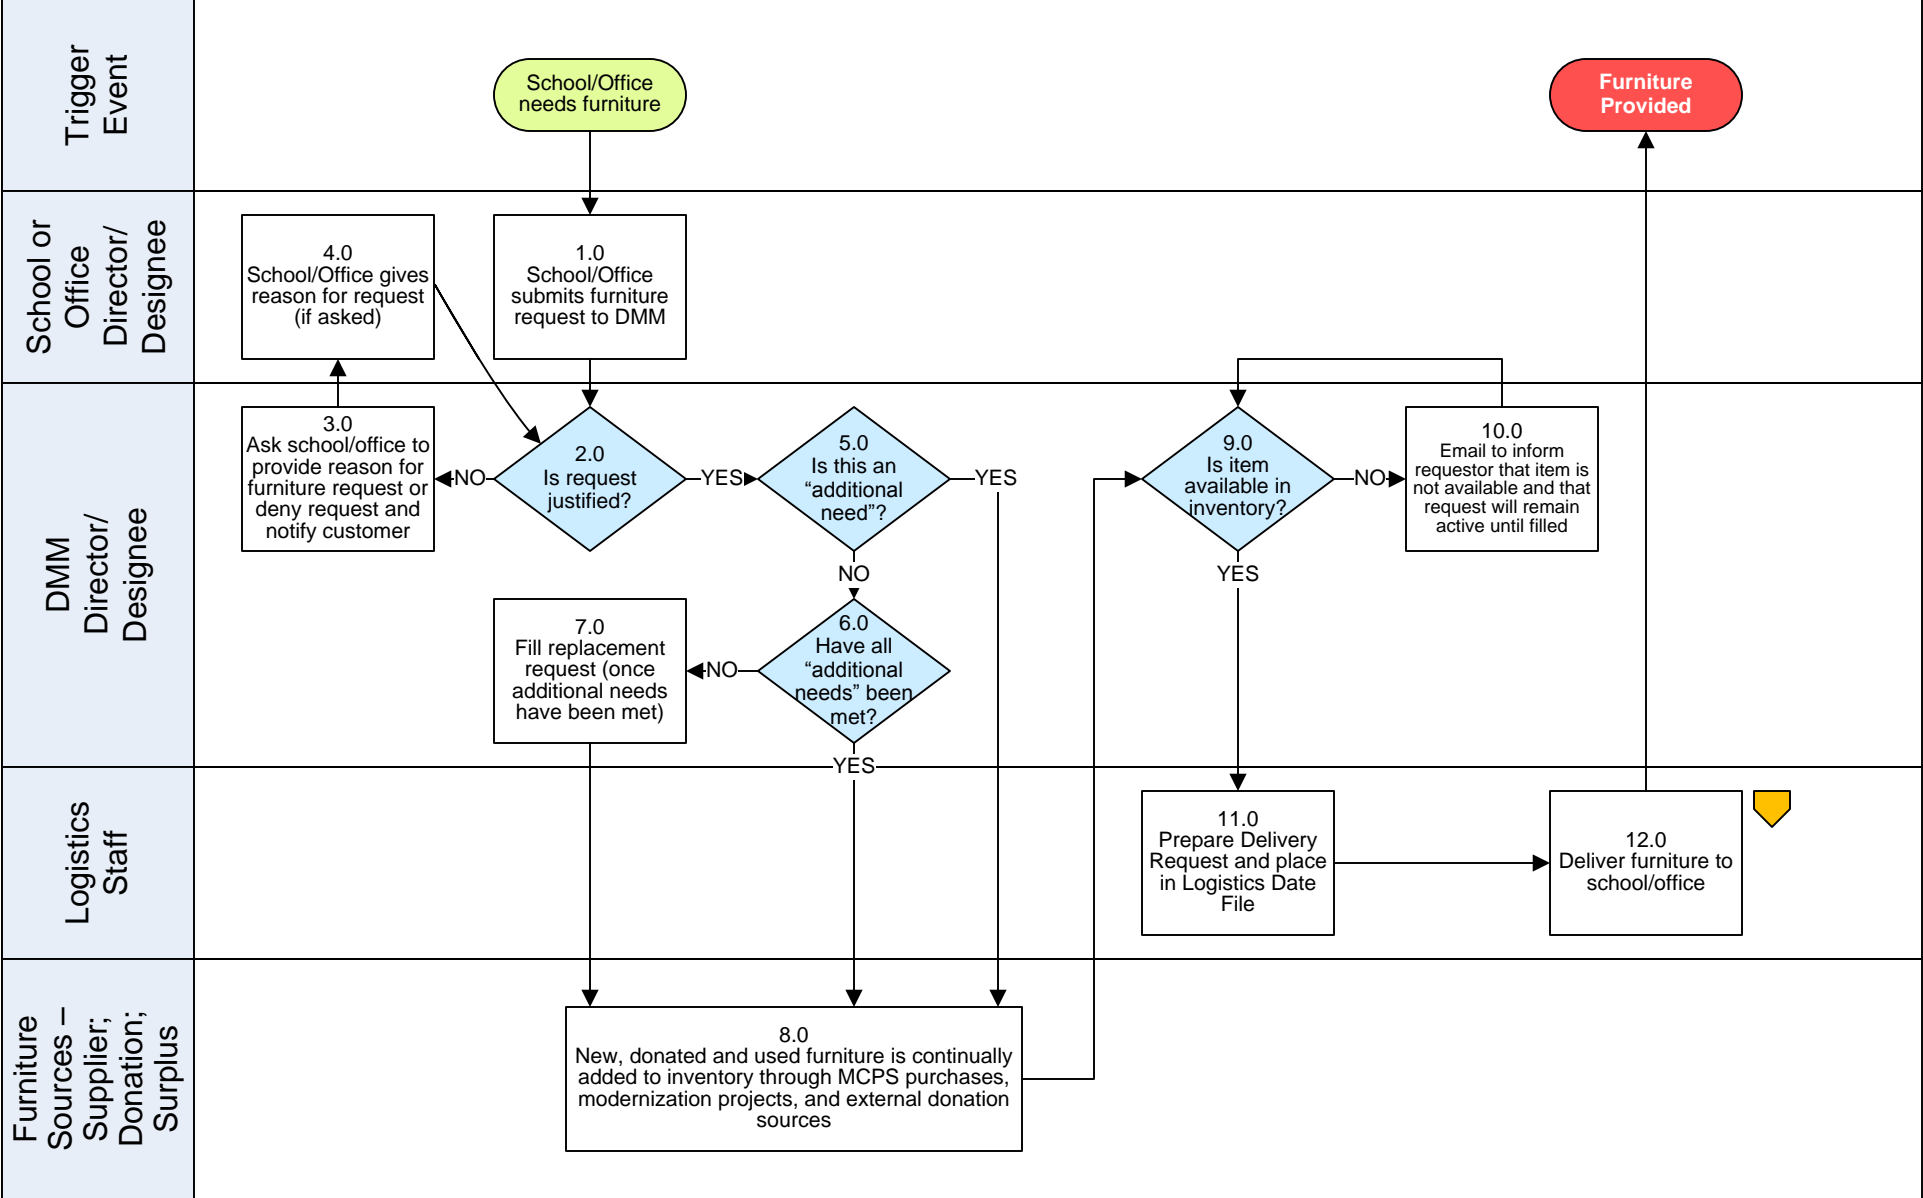 Trigger
Event
School/Office
needs furniture
Furniture
Provided
School or
Office
Director/
Designee
4.0
School/Office gives
reason for request
(if asked)
1.0
School/Office
submits furniture
request to DMM
DMM
Director/
Designee
3.0
Ask school/office to
provide reason for
furniture request or
deny request and
notify customer
NO
2.0
Is request
justified?
YES
5.0
Is this an
“additional
need”?
YES
NO
9.0
Is item
available in
inventory?
NO
YES
10.0
Email to inform
requestor that item is
not available and that
request will remain
active until filled
7.0
Fill replacement
request (once
additional needs
have been met)
NO
6.0
Have all
“additional
needs” been
met?
YES
Logistics
Staff
11.0
Prepare Delivery
Request and place
in Logistics Date
File
12.0
Deliver furniture to
school/office
Furniture
Sources –
Supplier;
Donation;
Surplus
8.0
New, donated and used furniture is continually
added to inventory through MCPS purchases,
modernization projects, and external donation
sources